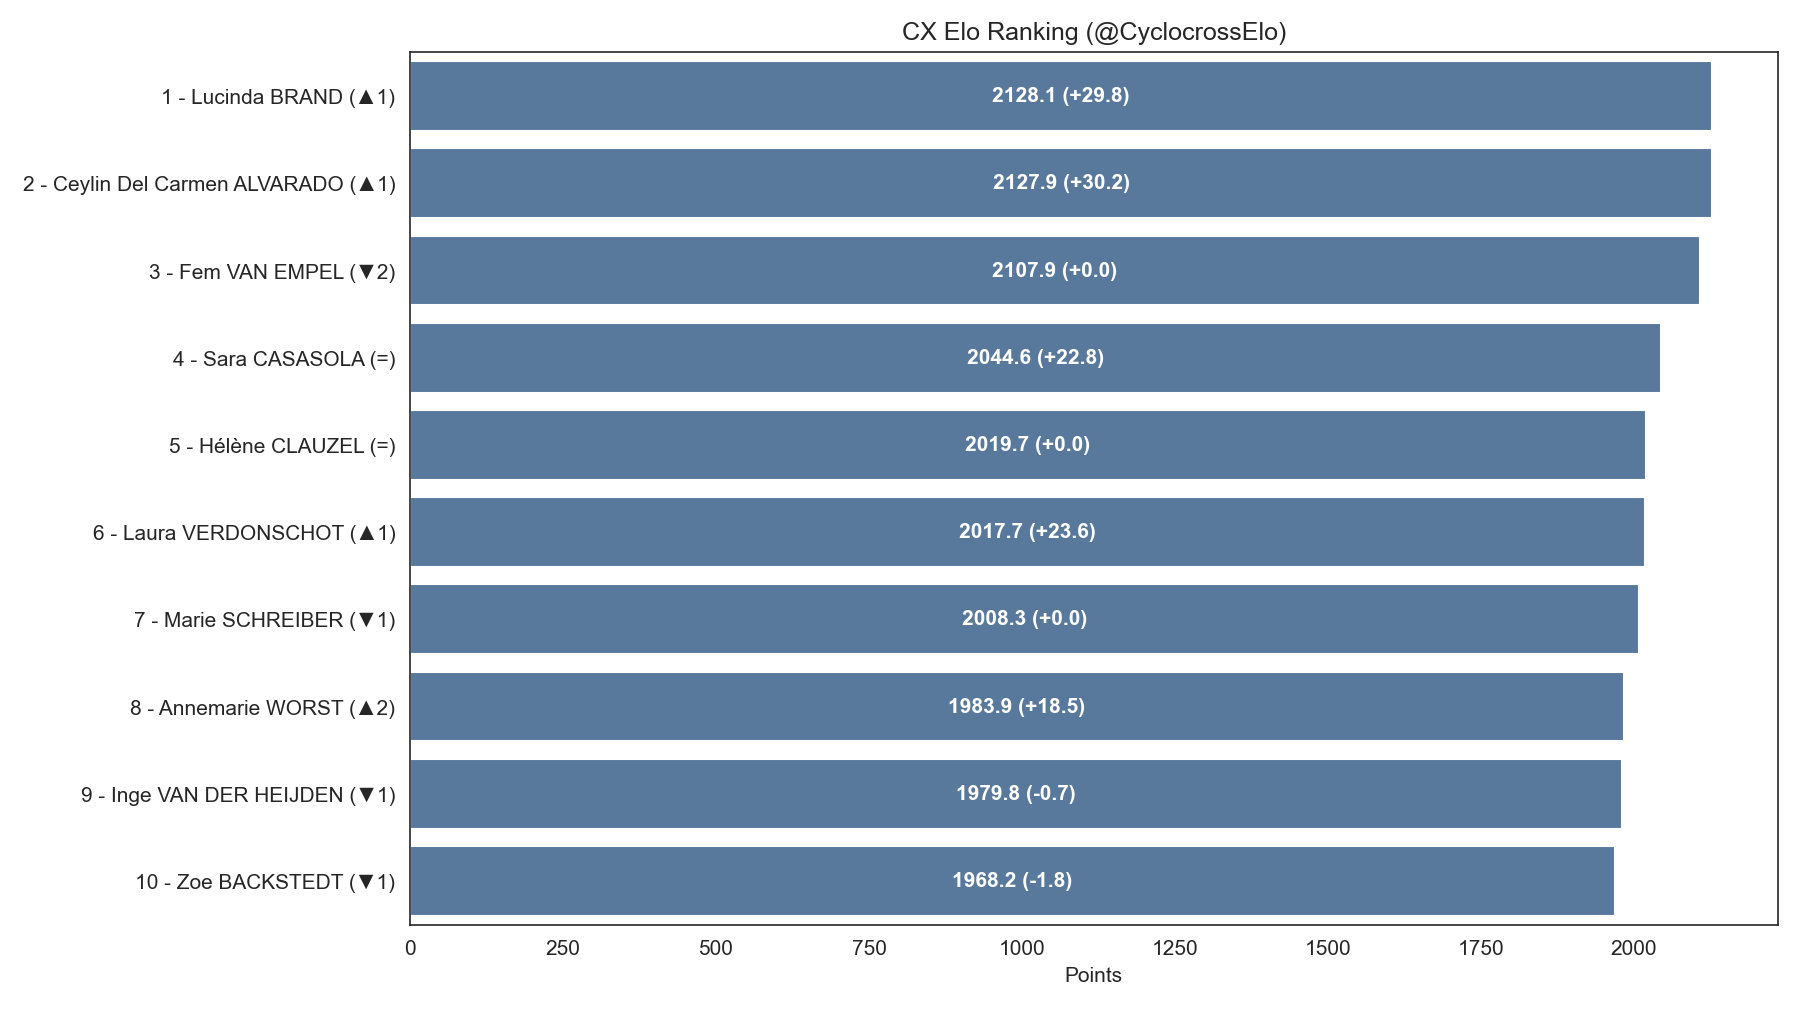 CX Elo Ranking (@CyclocrossElo)
1 - Lucinda BRAND (▲1) 2128.1 (+29.8)
2 - Ceylin Del Carmen ALVARADO (▲1) 2127.9 (+30.2)
3 - Fem VAN EMPEL (▼2) 2107.9 (+0.0)
4 - Sara CASASOLA (=) 2044.6 (+22.8)
5 - Hélène CLAUZEL (=) 2019.7 (+0.0)
6 - Laura VERDONSCHOT (▲1) 2017.7 (+23.6)
7 - Marie SCHREIBER (▼1) 2008.3 (+0.0)
8 - Annemarie WORST (▲2) 1983.9 (+18.5)
9 - Inge VAN DER HEIJDEN (▼1) 1979.8 (-0.7)
10 - Zoe BACKSTEDT (▼1) 1968.2 (-1.8)
0 250 500 750 1000 1250 1500 1750 2000
Points